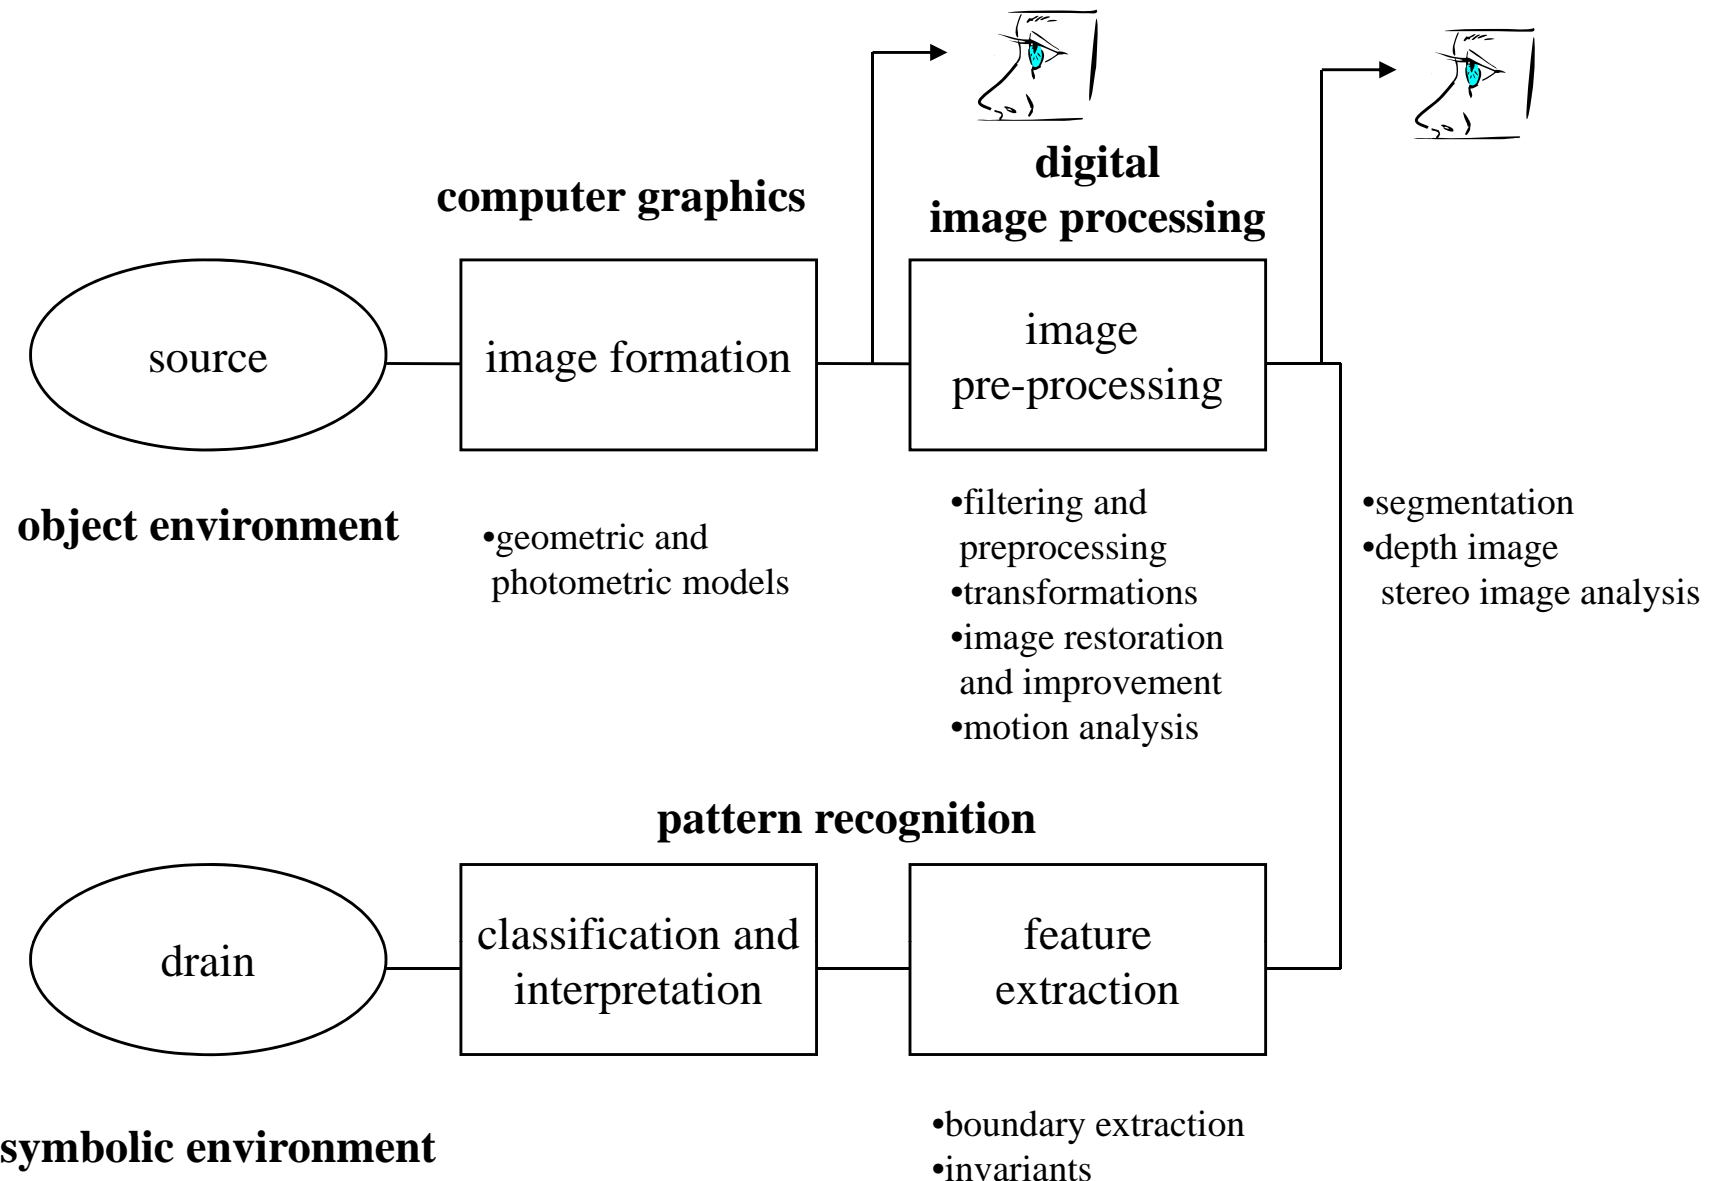 digital
computer graphics
image processing
source
image formation
image
pre-processing
object environment
•geometric and
photometric models
•filtering and
preprocessing
•transformations
•image restoration
and improvement
•motion analysis
•segmentation
•depth image
stereo image analysis
pattern recognition
drain
classification and
interpretation
feature
extraction
symbolic environment
•boundary extraction
•invariants